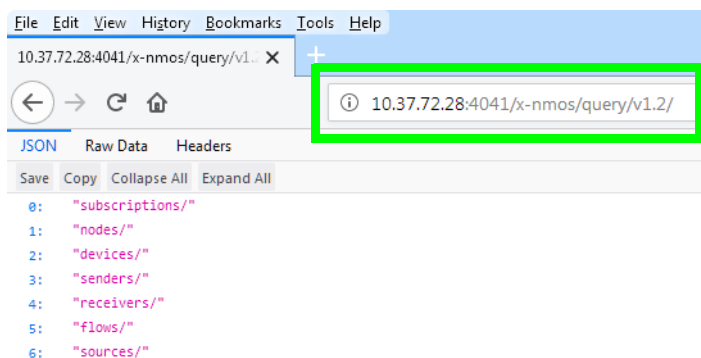 File Edit View History Bookmarks Tools Help
10.37.72.28:4041/x-nmos/query/v1.
10.37.72.28:4041/x-nmos/query/v1.2/
JSON Raw Data Headers
Save Copy Collapse All Expand All
0: "subscriptions/"
1: "nodes/"
2: "devices/"
3: "senders/"
4: "receivers/"
5: "flows/"
6: "sources/"